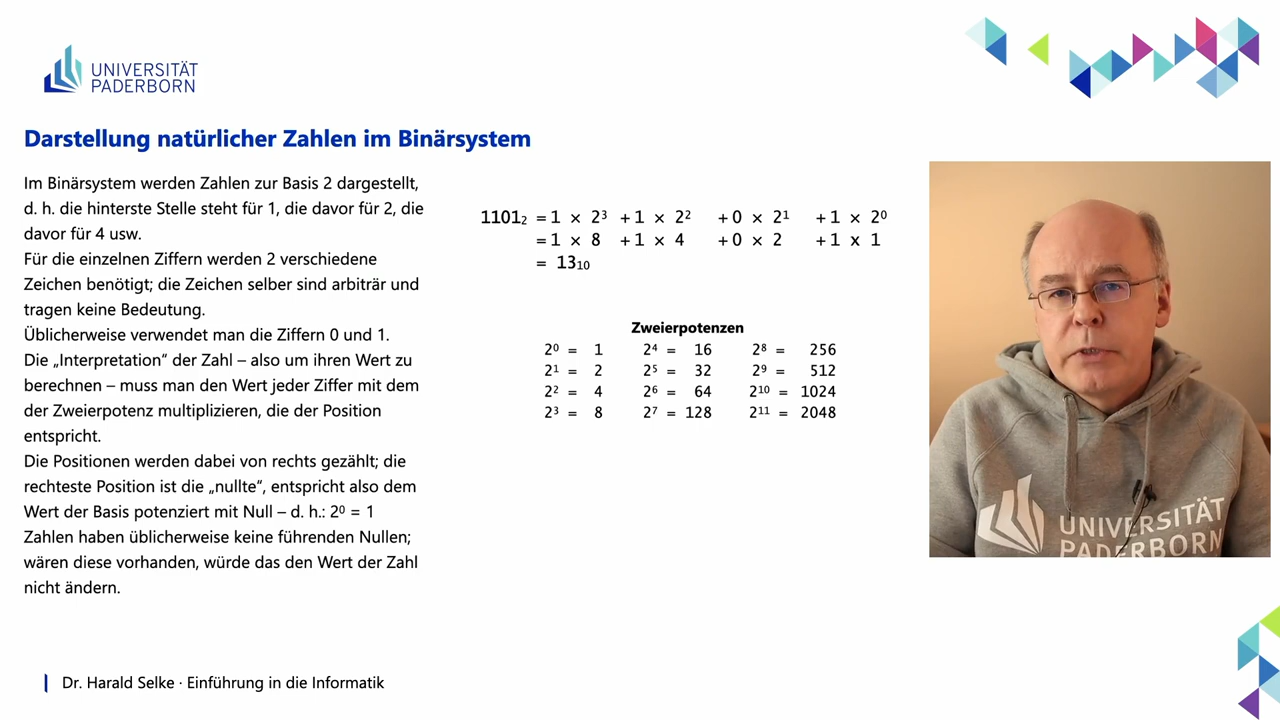 UNIVERSITÄT
PADERBORN
Darstellung natürlicher Zahlen im Binärsystem
Im Binärsystem werden Zahlen zur Basis 2 dargestellt,
d. h. die hinterste Stelle steht für 1, die davor für 2, die
davor für 4 usw.
Für die einzelnen Ziffern werden 2 verschiedene
Zeichen benötigt; die Zeichen selber sind arbiträr und
tragen keine Bedeutung.
Üblicherweise verwendet man die Ziffern 0 und 1.
Die „Interpretation“ der Zahl – also um ihren Wert zu
berechnen – muss man den Wert jeder Ziffer mit dem
der Zweierpotenz multiplizieren, die der Position
entspricht.
Die Positionen werden dabei von rechts gezählt; die
rechteste Position ist die „nullte“, entspricht also dem
Wert der Basis potenziert mit Null – d. h.: 2⁰ = 1
Zahlen haben üblicherweise keine führenden Nullen;
wären diese vorhanden, würde das den Wert der Zahl
nicht ändern.
1101₂ = 1 × 2³ + 1 × 2² + 0 × 2¹ + 1 × 2⁰
= 1 × 8 + 1 × 4 + 0 × 2 + 1 x 1
= 13₁₀
Zweierpotenzen
2⁰ = 1 2⁴ = 16 2⁸ = 256
2¹ = 2 2⁵ = 32 2⁹ = 512
2² = 4 2⁶ = 64 2¹⁰ = 1024
2³ = 8 2⁷ = 128 2¹¹ = 2048
UNIVERSITÄT
PADERBORN
Dr. Harald Selke · Einführung in die Informatik